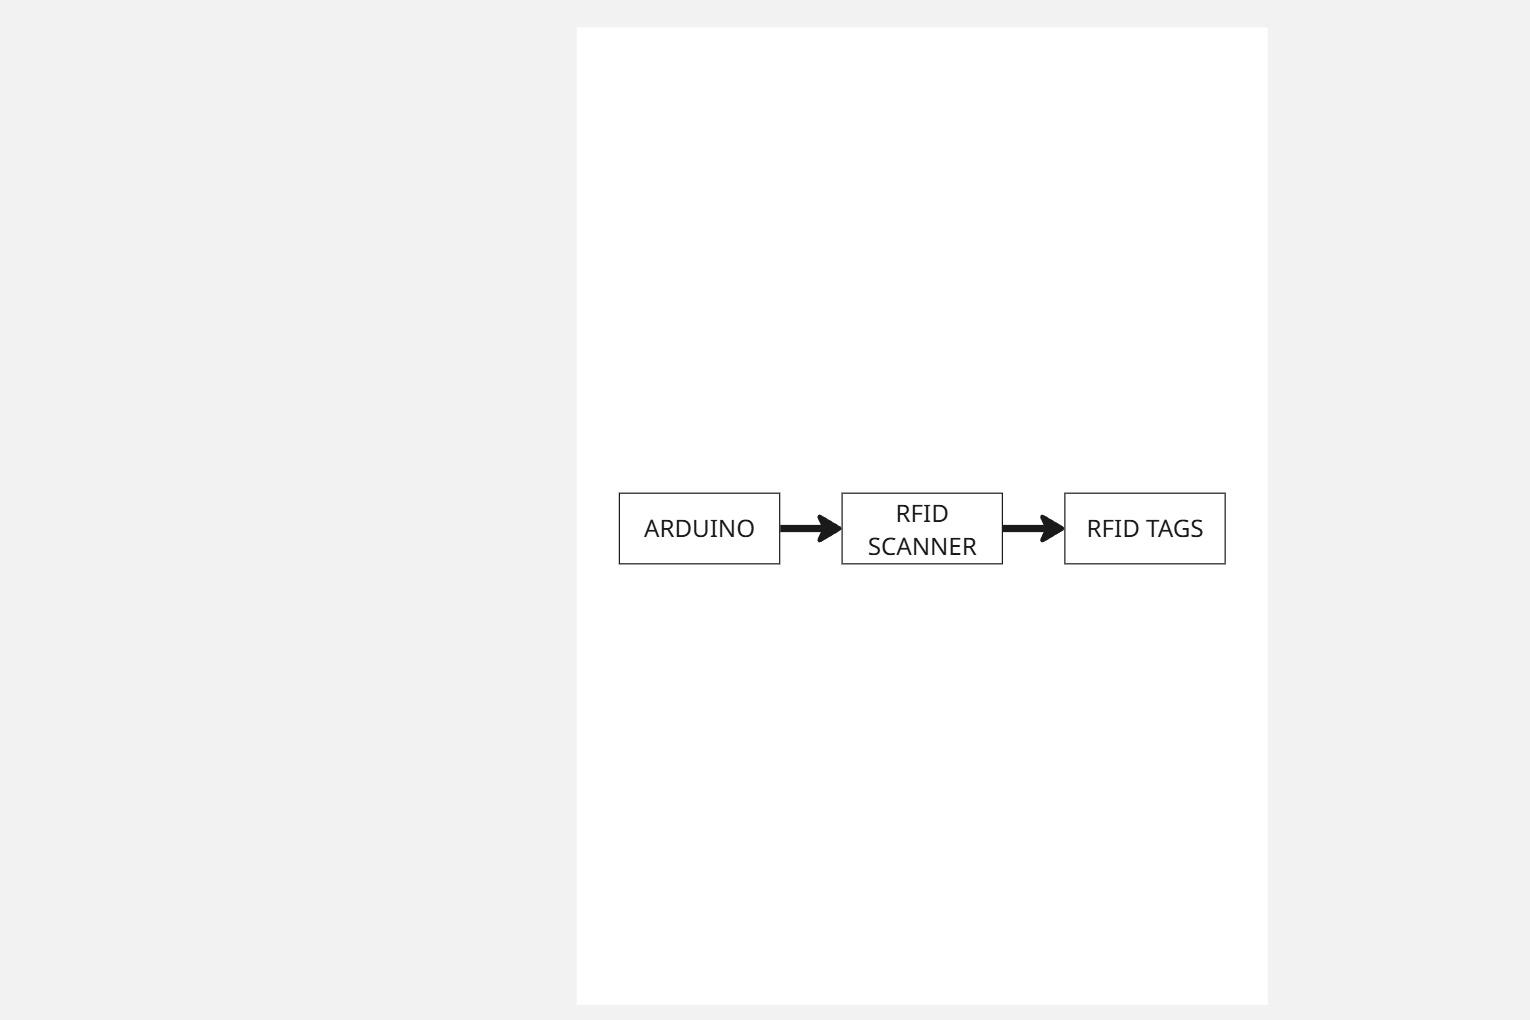 ARDUINO
RFID
SCANNER
RFID TAGS